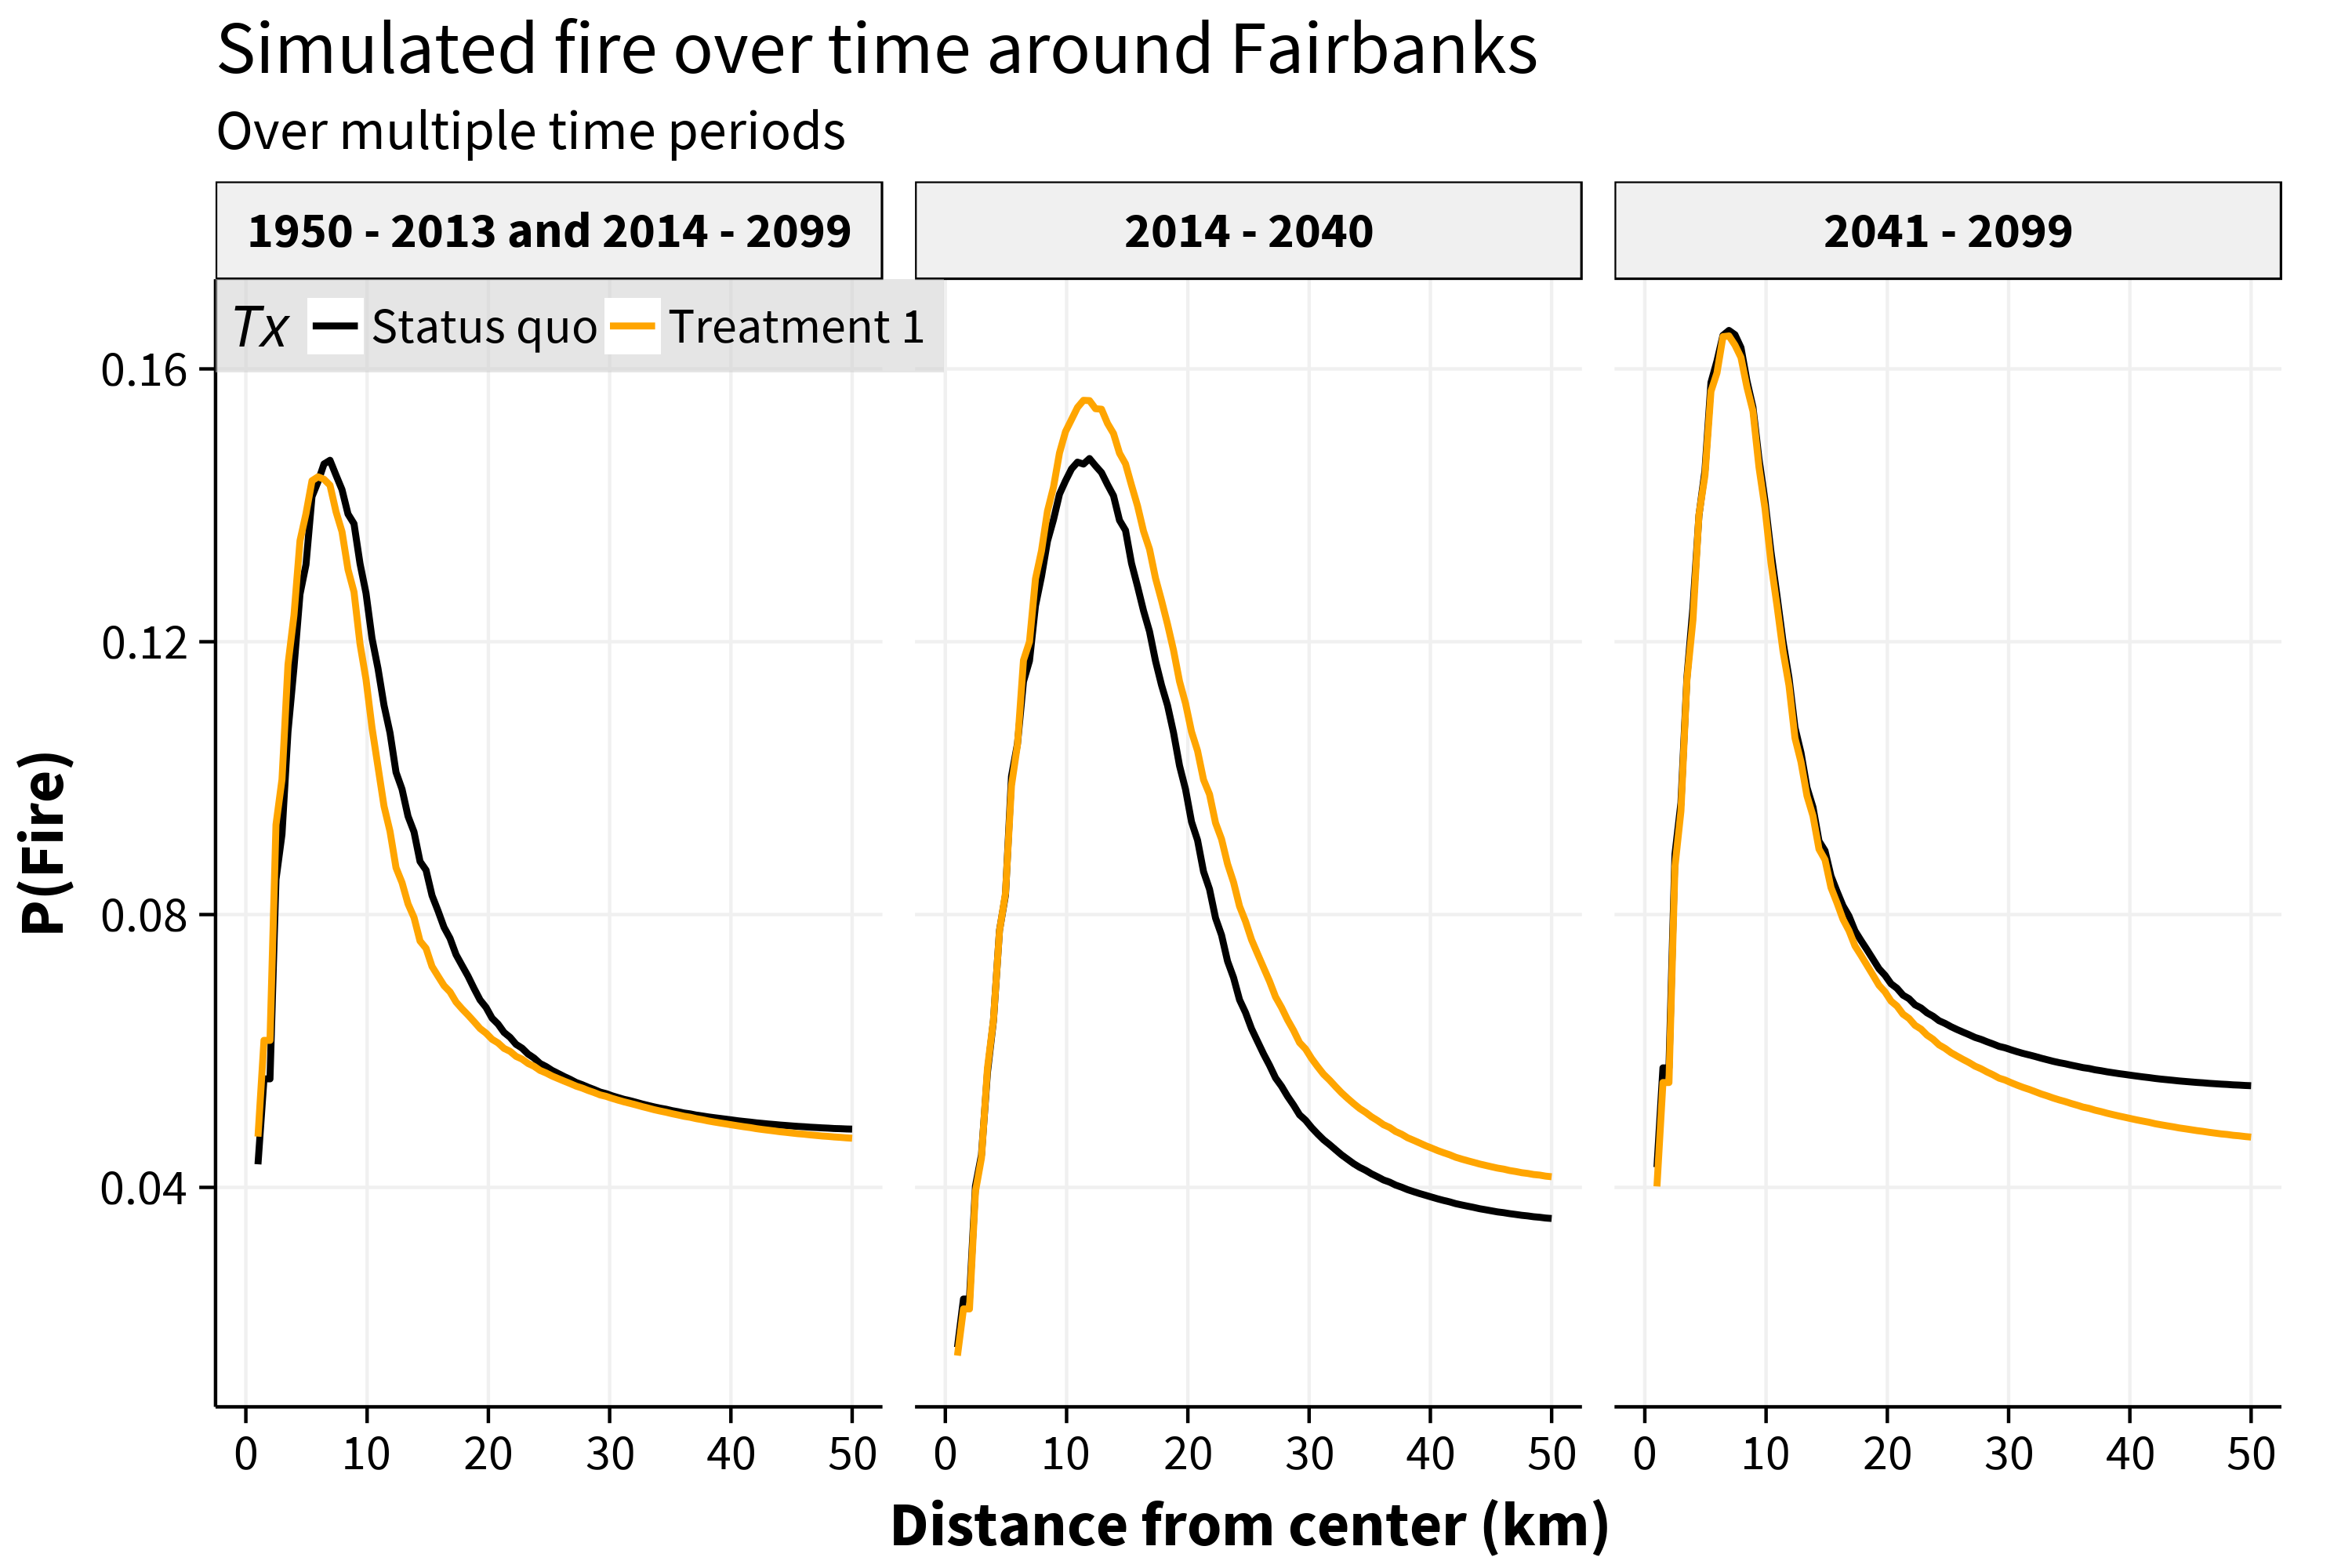 Simulated fire over time around Fairbanks
Over multiple time periods
1950 - 2013 and 2014 - 2099
2014 - 2040
2041 - 2099
Tx Status quo Treatment 1
P(Fire)
0.16
0.12
0.08
0.04
0 10 20 30 40 50
0 10 20 30 40 50
0 10 20 30 40 50
Distance from center (km)